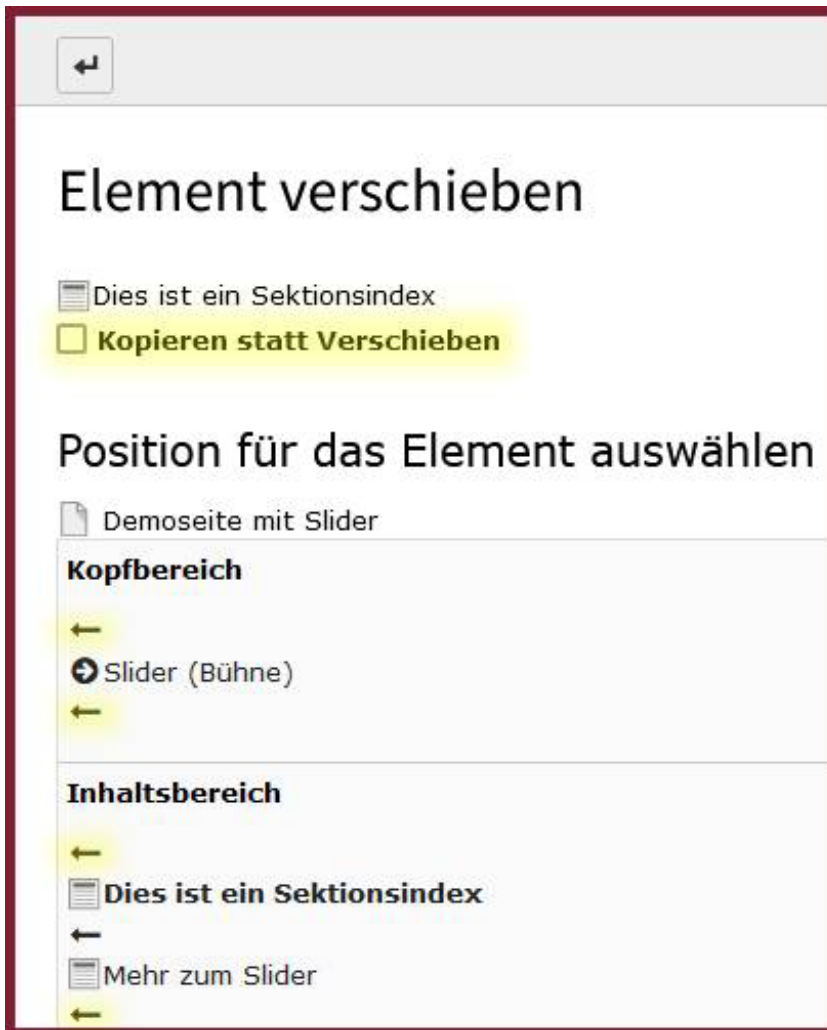 Element verschieben
Dies ist ein Sektionsindex
Kopieren statt Verschieben
Position für das Element auswählen
Demoseite mit Slider
Kopfbereich
Slider (Bühne)
Inhaltsbereich
Dies ist ein Sektionsindex
Mehr zum Slider